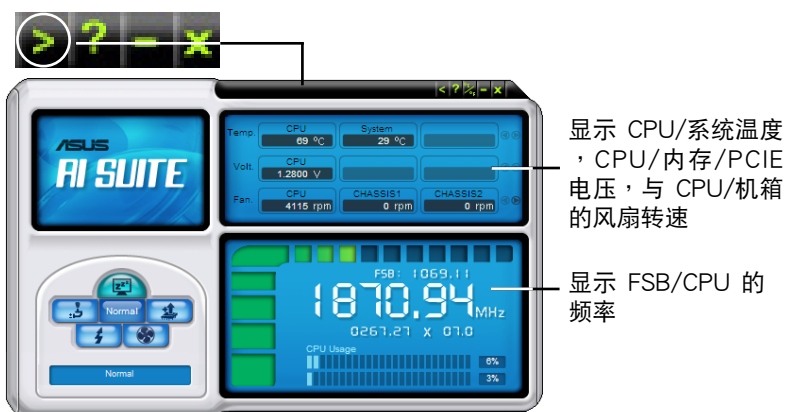 > ? – x
< ? °C/°F – x
ASUS
AI SUITE
Temp. CPU System
69 °C 29 °C
Volt. CPU
1.2800 V
Fan. CPU CHASSIS1 CHASSIS2
4115 rpm 0 rpm 0 rpm
显示 CPU/系统温度
，CPU/内存/PCIE
电压，与 CPU/机箱
的风扇转速
zzz
Normal
Normal
FSB: 1069.11
1870.94 MHz
0267.27 X 07.0
CPU Usage
6%
3%
显示 FSB/CPU 的
频率